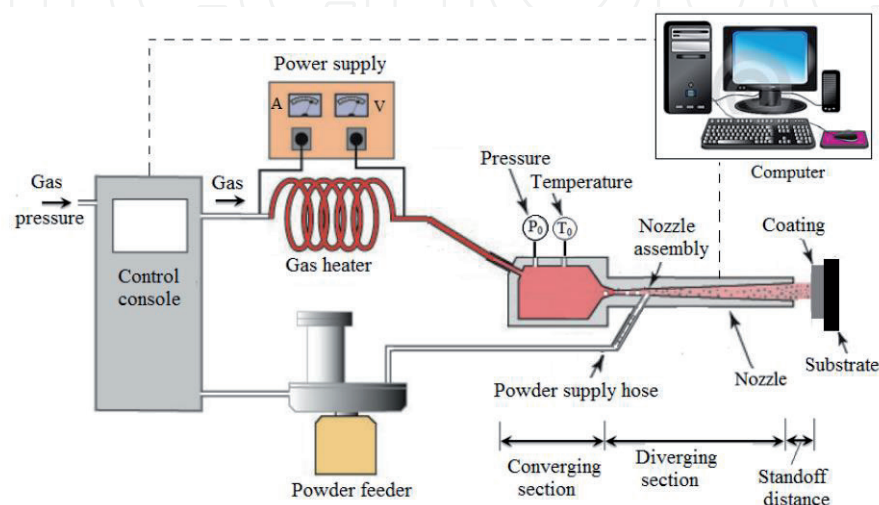 Power supply
A
V
Computer
Gas
pressure
Gas
Pressure
Temperature
P0
T0
Nozzle
assembly
Coating
Control
console
Gas heater
Substrate
Powder supply hose
Nozzle
Powder feeder
Converging
section
Diverging
section
Standoff
distance